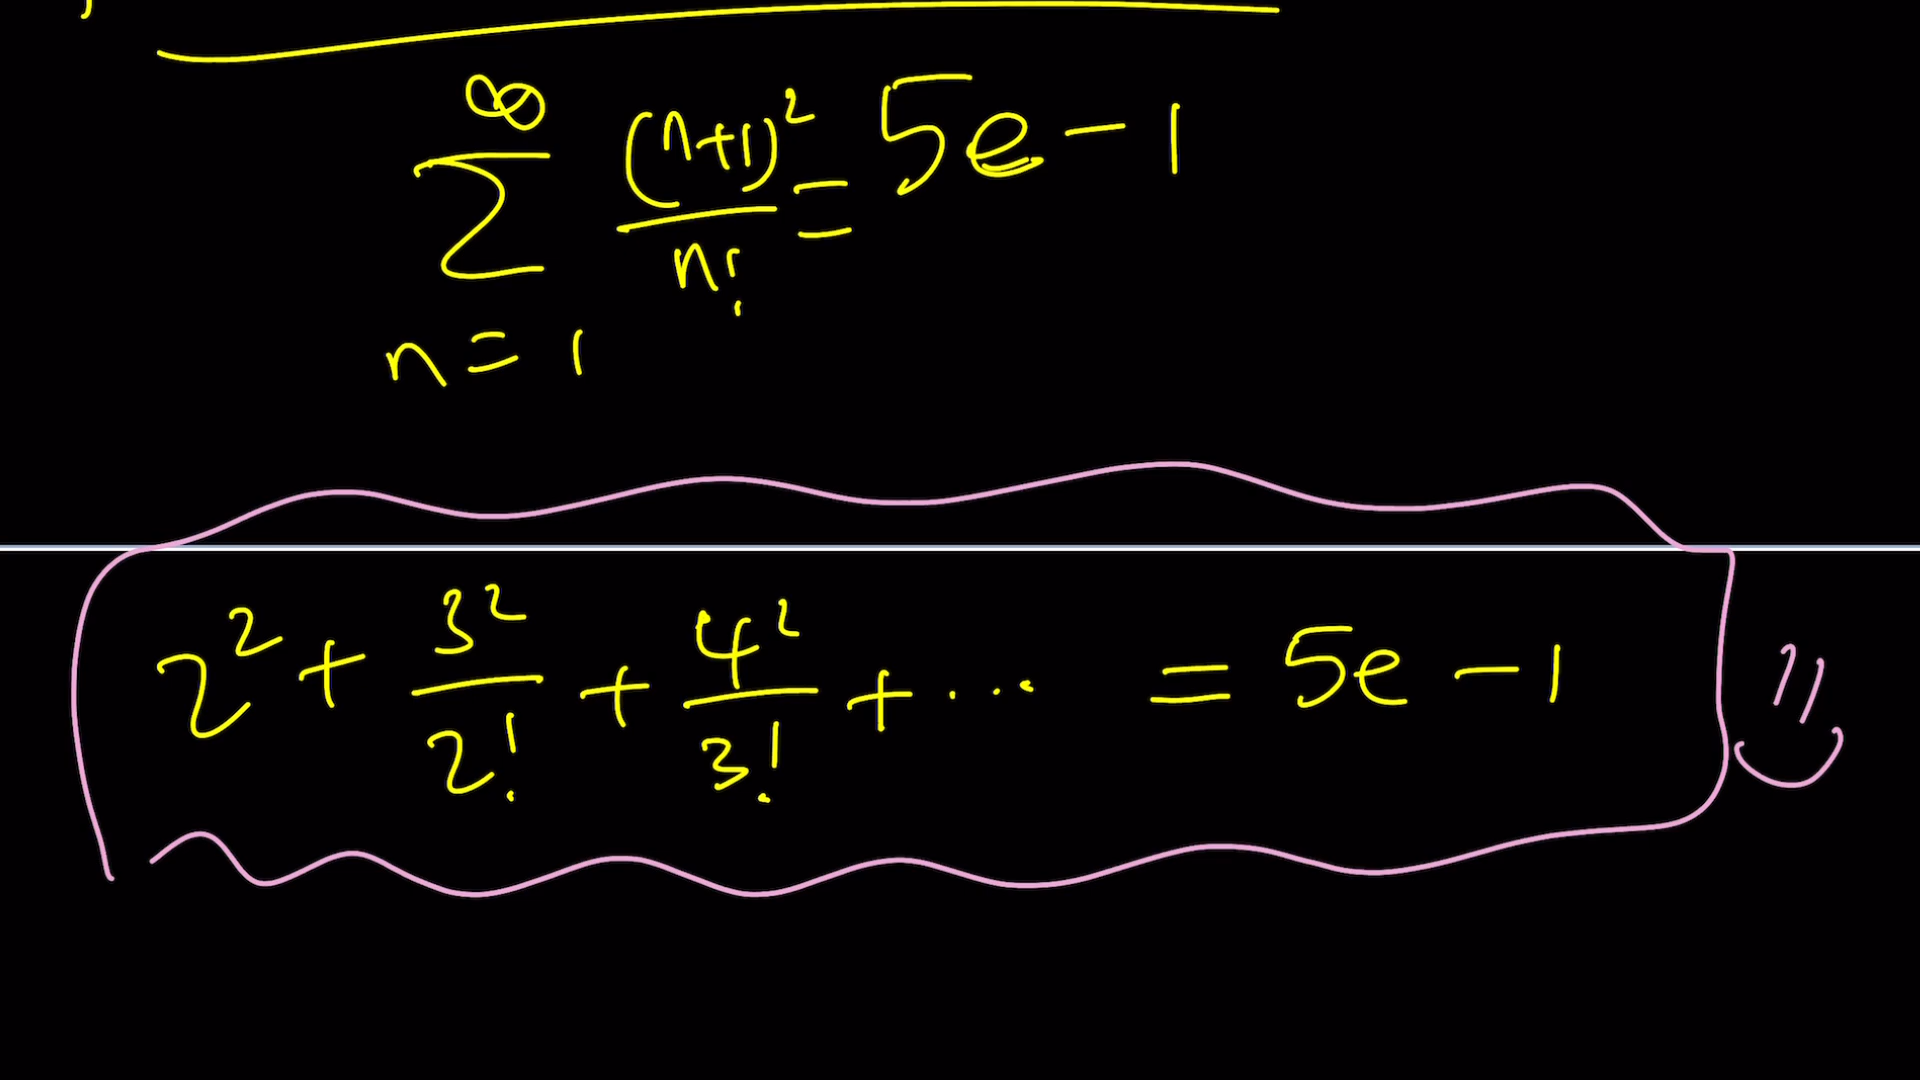 ∞
∑ (n+1)²/n! = 5e - 1
n = 1
2² + 3²/2! + 4²/3! + ... = 5e - 1